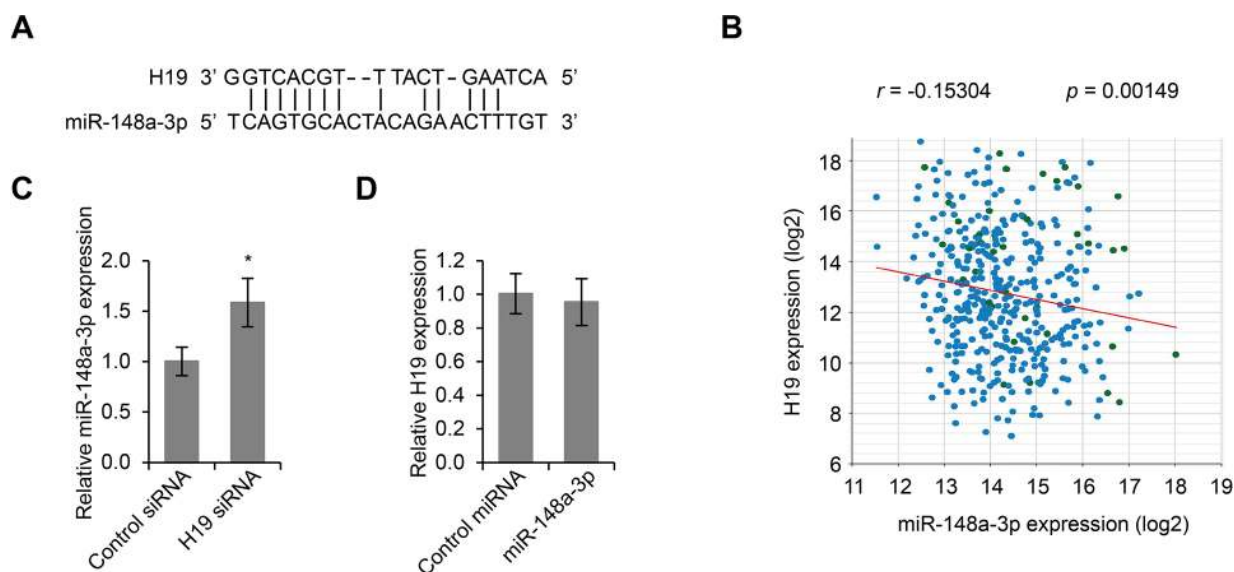 A
H19 3' G GTCACGT - - T TACT - GAATCA 5'
miR-148a-3p 5' TCAGTGCACTACAGAACTTTGT 3'
B
r = -0.15304 p = 0.00149
H19 expression (log2)
18
16
14
12
10
8
6
11 12 13 14 15 16 17 18 19
miR-148a-3p expression (log2)
C
Relative miR-148a-3p expression
2.0
1.5
1.0
0.5
0.0
*
Control siRNA
H19 siRNA
D
Relative H19 expression
1.2
1.0
0.8
0.6
0.4
0.2
0.0
Control miRNA
miR-148a-3p